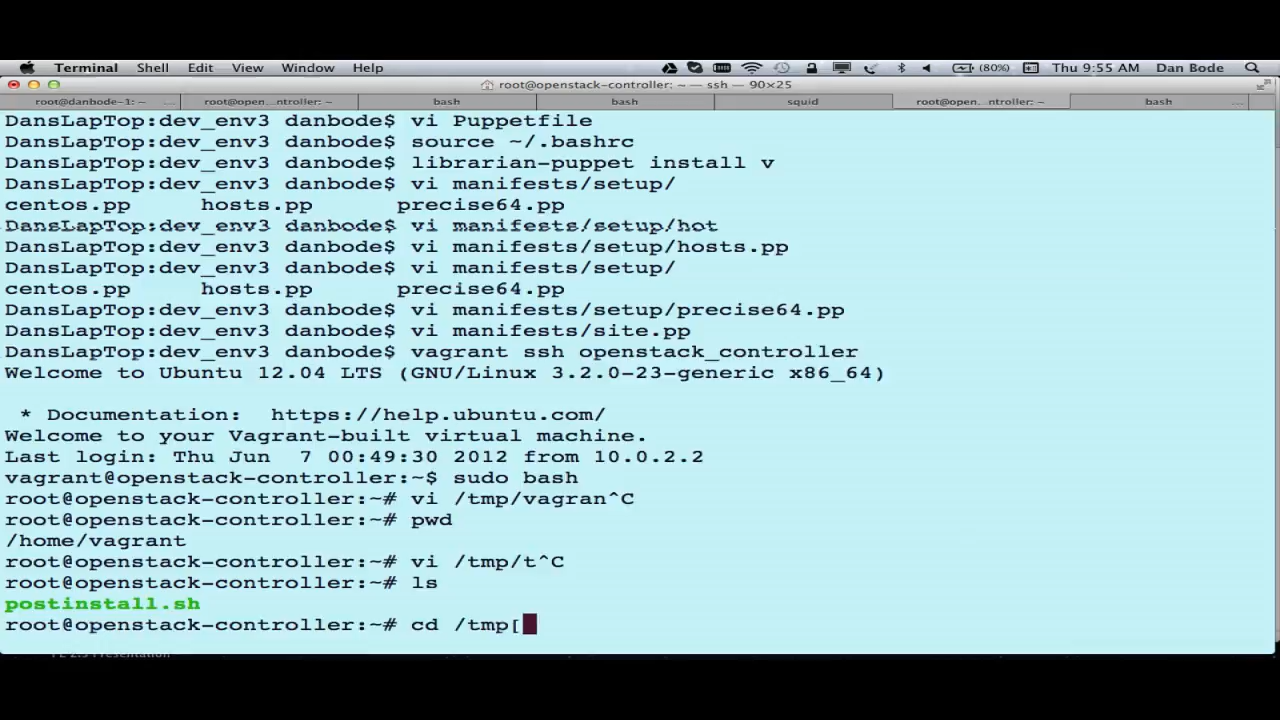 Terminal Shell Edit View Window Help (80%) Thu 9:55 AM Dan Bode
root@openstack-controller: ~ — ssh — 90×25
root@danbode-1: ~ ... root@open...ntroller: ~ bash bash squid root@open...ntroller: ~ bash ...
DansLapTop:dev_env3 danbode$ vi Puppetfile
DansLapTop:dev_env3 danbode$ source ~/.bashrc
DansLapTop:dev_env3 danbode$ librarian-puppet install v
DansLapTop:dev_env3 danbode$ vi manifests/setup/
centos.pp hosts.pp precise64.pp
DansLapTop:dev_env3 danbode$ vi manifests/setup/hot
DansLapTop:dev_env3 danbode$ vi manifests/setup/hosts.pp
DansLapTop:dev_env3 danbode$ vi manifests/setup/
centos.pp hosts.pp precise64.pp
DansLapTop:dev_env3 danbode$ vi manifests/setup/precise64.pp
DansLapTop:dev_env3 danbode$ vi manifests/site.pp
DansLapTop:dev_env3 danbode$ vagrant ssh openstack_controller
Welcome to Ubuntu 12.04 LTS (GNU/Linux 3.2.0-23-generic x86_64)
* Documentation: https://help.ubuntu.com/
Welcome to your Vagrant-built virtual machine.
Last login: Thu Jun 7 00:49:30 2012 from 10.0.2.2
vagrant@openstack-controller:~$ sudo bash
root@openstack-controller:~# vi /tmp/vagran^C
root@openstack-controller:~# pwd
/home/vagrant
root@openstack-controller:~# vi /tmp/t^C
root@openstack-controller:~# ls
postinstall.sh
root@openstack-controller:~# cd /tmp[